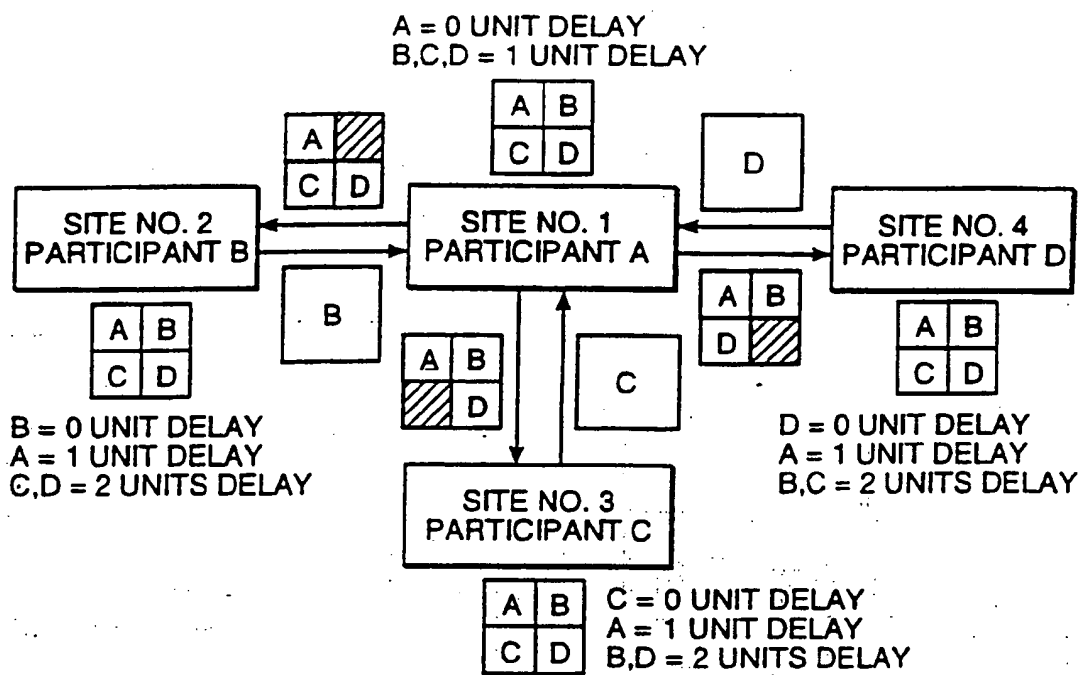 A = 0 UNIT DELAY
B,C,D = 1 UNIT DELAY
A B
C D
A
C D
D
SITE NO. 2
PARTICIPANT B
SITE NO. 1
PARTICIPANT A
SITE NO. 4
PARTICIPANT D
A B
C D
B
A B
D
C
A B
D
A B
C D
B = 0 UNIT DELAY
A = 1 UNIT DELAY
C,D = 2 UNITS DELAY
D = 0 UNIT DELAY
A = 1 UNIT DELAY
B,C = 2 UNITS DELAY
SITE NO. 3
PARTICIPANT C
A B
C D
C = 0 UNIT DELAY
A = 1 UNIT DELAY
B,D = 2 UNITS DELAY